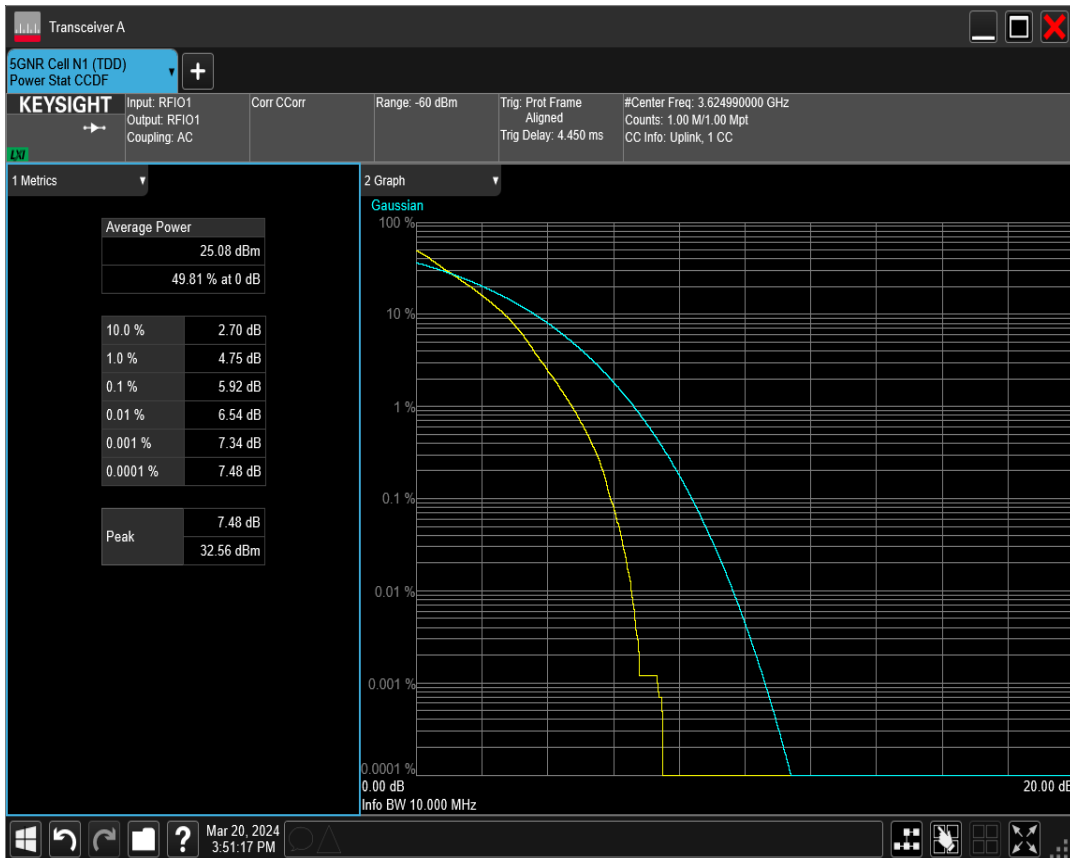 Transceiver A
5GNR Cell N1 (TDD)
Power Stat CCDF
+
KEYSIGHT
LXI
Input: RFIO1
Output: RFIO1
Coupling: AC
Corr CCorr
Range: -60 dBm
Trig: Prot Frame
Aligned
Trig Delay: 4.450 ms
#Center Freq: 3.624990000 GHz
Counts: 1.00 M/1.00 Mpt
CC Info: Uplink, 1 CC
1 Metrics
Average Power
25.08 dBm
49.81 % at 0 dB
10.0 % 2.70 dB
1.0 % 4.75 dB
0.1 % 5.92 dB
0.01 % 6.54 dB
0.001 % 7.34 dB
0.0001 % 7.48 dB
Peak 7.48 dB
32.56 dBm
2 Graph
Gaussian
100 %
10 %
1 %
0.1 %
0.01 %
0.001 %
0.0001 %
0.00 dB 20.00 dB
Info BW 10.000 MHz
?
Mar 20, 2024
3:51:17 PM